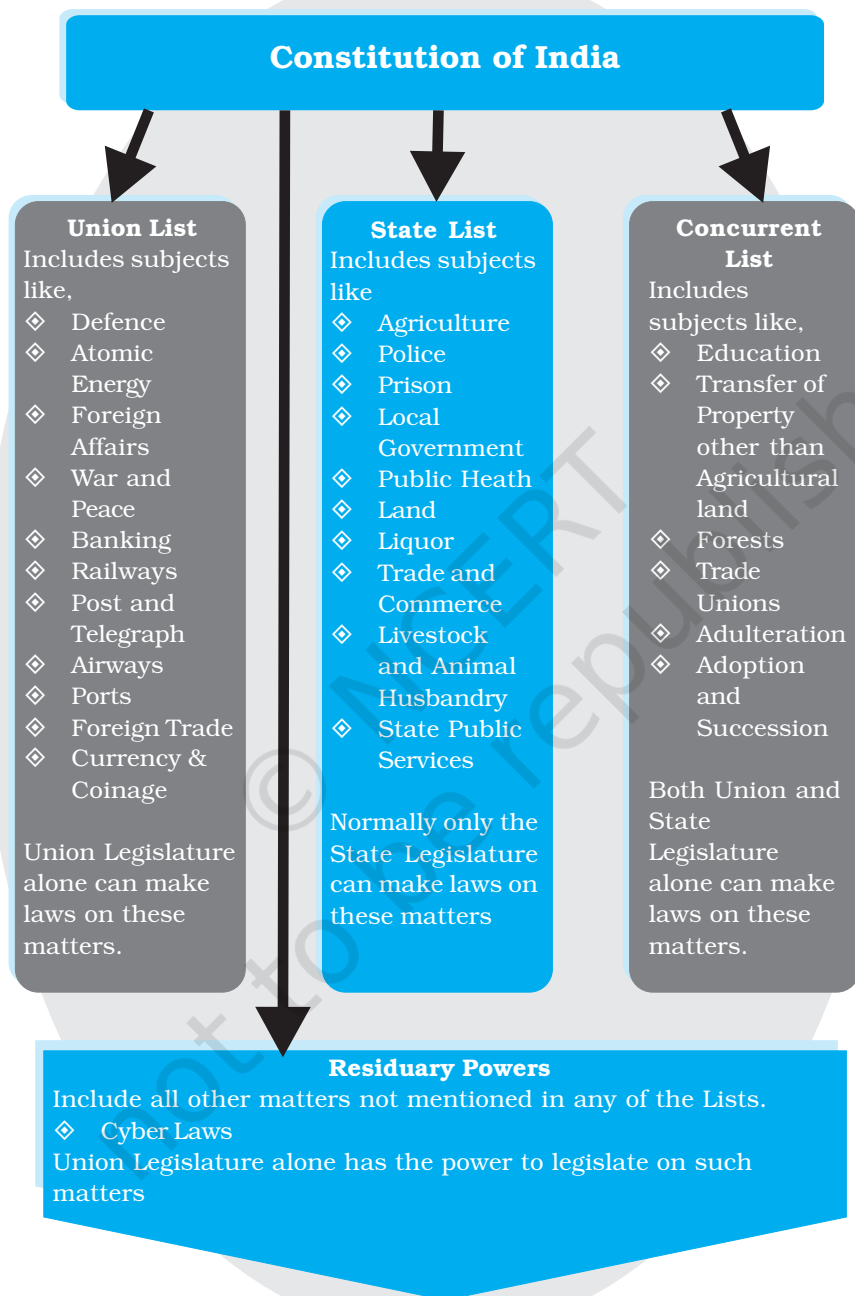 Constitution of India
Union List
Includes subjects
like,
◈ Defence
◈ Atomic
Energy
◈ Foreign
Affairs
◈ War and
Peace
◈ Banking
◈ Railways
◈ Post and
Telegraph
◈ Airways
◈ Ports
◈ Foreign Trade
◈ Currency &
Coinage
Union Legislature
alone can make
laws on these
matters.
State List
Includes subjects
like
◈ Agriculture
◈ Police
◈ Prison
◈ Local
Government
◈ Public Heath
◈ Land
◈ Liquor
◈ Trade and
Commerce
◈ Livestock
and Animal
Husbandry
◈ State Public
Services
Normally only the
State Legislature
can make laws on
these matters
Concurrent
List
Includes
subjects like,
◈ Education
◈ Transfer of
Property
other than
Agricultural
land
◈ Forests
◈ Trade
Unions
◈ Adulteration
◈ Adoption
and
Succession
Both Union and
State
Legislature
alone can make
laws on these
matters.
Residuary Powers
Include all other matters not mentioned in any of the Lists.
◈ Cyber Laws
Union Legislature alone has the power to legislate on such
matters
© NCERT
not to be republish